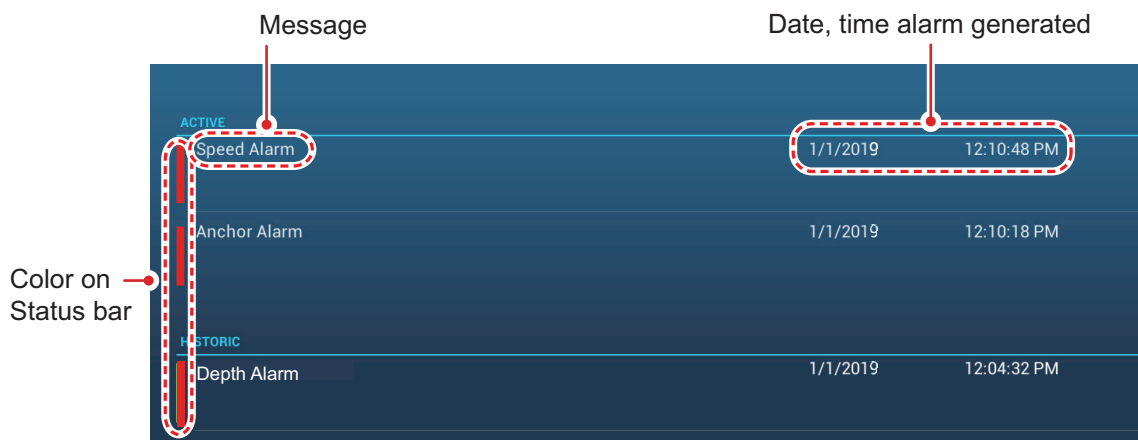 Message
Date, time alarm generated
ACTIVE
Speed Alarm 1/1/2019 12:10:48 PM
Anchor Alarm 1/1/2019 12:10:18 PM
Color on
Status bar
HISTORIC
Depth Alarm 1/1/2019 12:04:32 PM